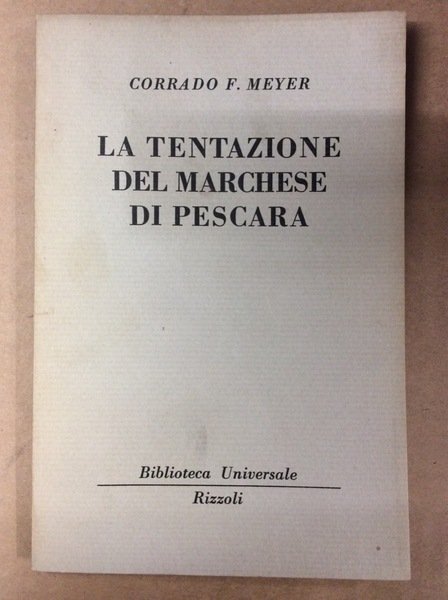 CORRADO F. MEYER
LA TENTAZIONE
DEL MARCHESE
DI PESCARA
Biblioteca Universale
Rizzoli